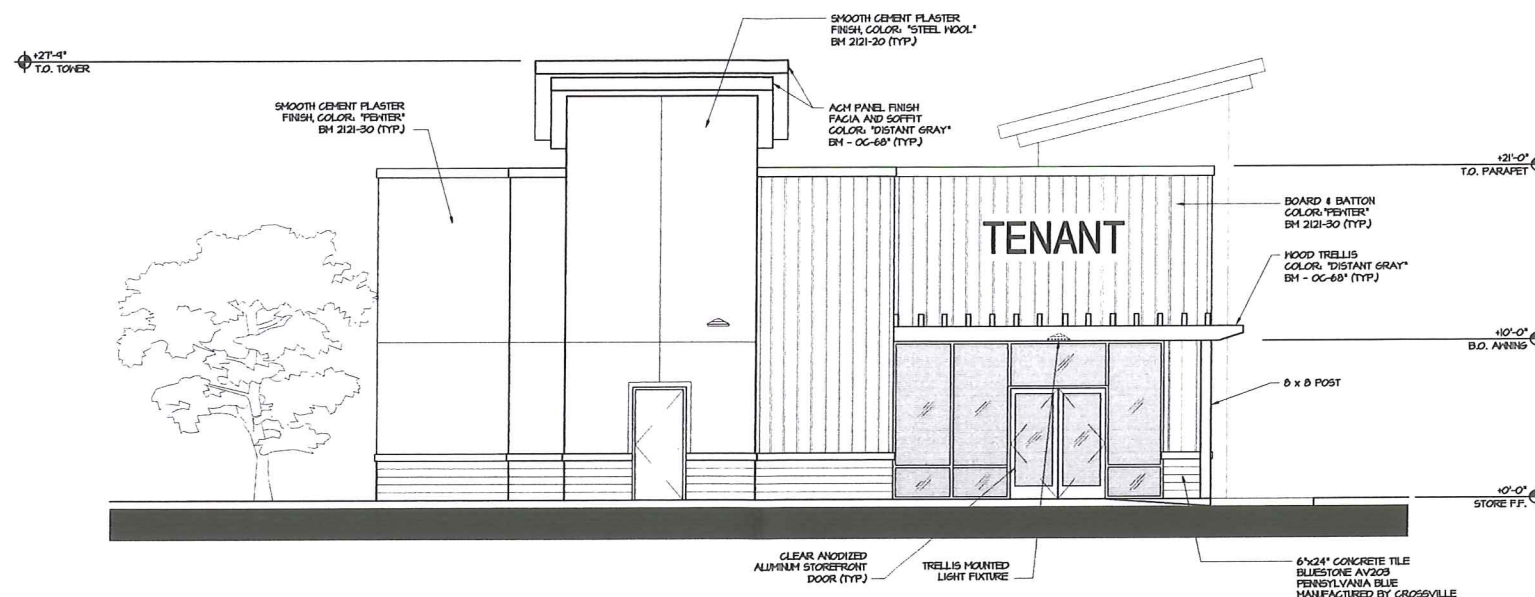 SMOOTH CEMENT PLASTER
FINISH, COLOR: "STEEL WOOL"
BM 2121-20 (TYP.)
+27'-4"
T.O. TOWER
SMOOTH CEMENT PLASTER
FINISH, COLOR: "PEWTER"
BM 2121-30 (TYP.)
ACM PANEL FINISH
FACIA AND SOFFIT
COLOR: "DISTANT GRAY"
BM - OC-68" (TYP.)
+21'-0"
T.O. PARAPET
BOARD & BATTON
COLOR: "PEWTER"
BM 2121-30 (TYP.)
TENANT
WOOD TRELLIS
COLOR: "DISTANT GRAY"
BM - OC-68" (TYP.)
+10'-0"
B.O. AWNING
8 x 8 POST
+0'-0"
STORE F.F.
CLEAR ANODIZED
ALUMINUM STOREFRONT
DOOR (TYP.)
TRELLIS MOUNTED
LIGHT FIXTURE
6"x24" CONCRETE TILE
BLUESTONE AV203
PENNSYLVANIA BLUE
MANUFACTURED BY CROSSVILLE